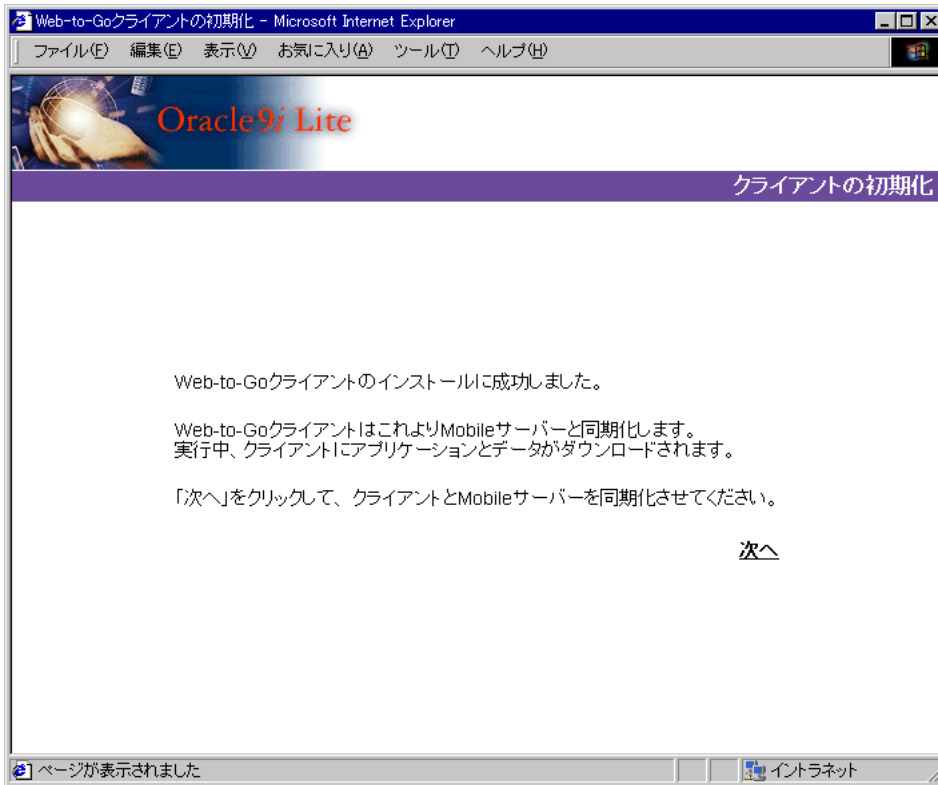 Web-to-Goクライアントの初期化 - Microsoft Internet Explorer
ファイル(F) 編集(E) 表示(V) お気に入り(A) ツール(T) ヘルプ(H)
Oracle9i Lite
クライアントの初期化
Web-to-Goクライアントのインストールに成功しました。
Web-to-GoクライアントはこれよりMobileサーバーと同期化します。
実行中、クライアントにアプリケーションとデータがダウンロードされます。
「次へ」をクリックして、クライアントとMobileサーバーを同期化させてください。
次へ
ページが表示されました
イントラネット